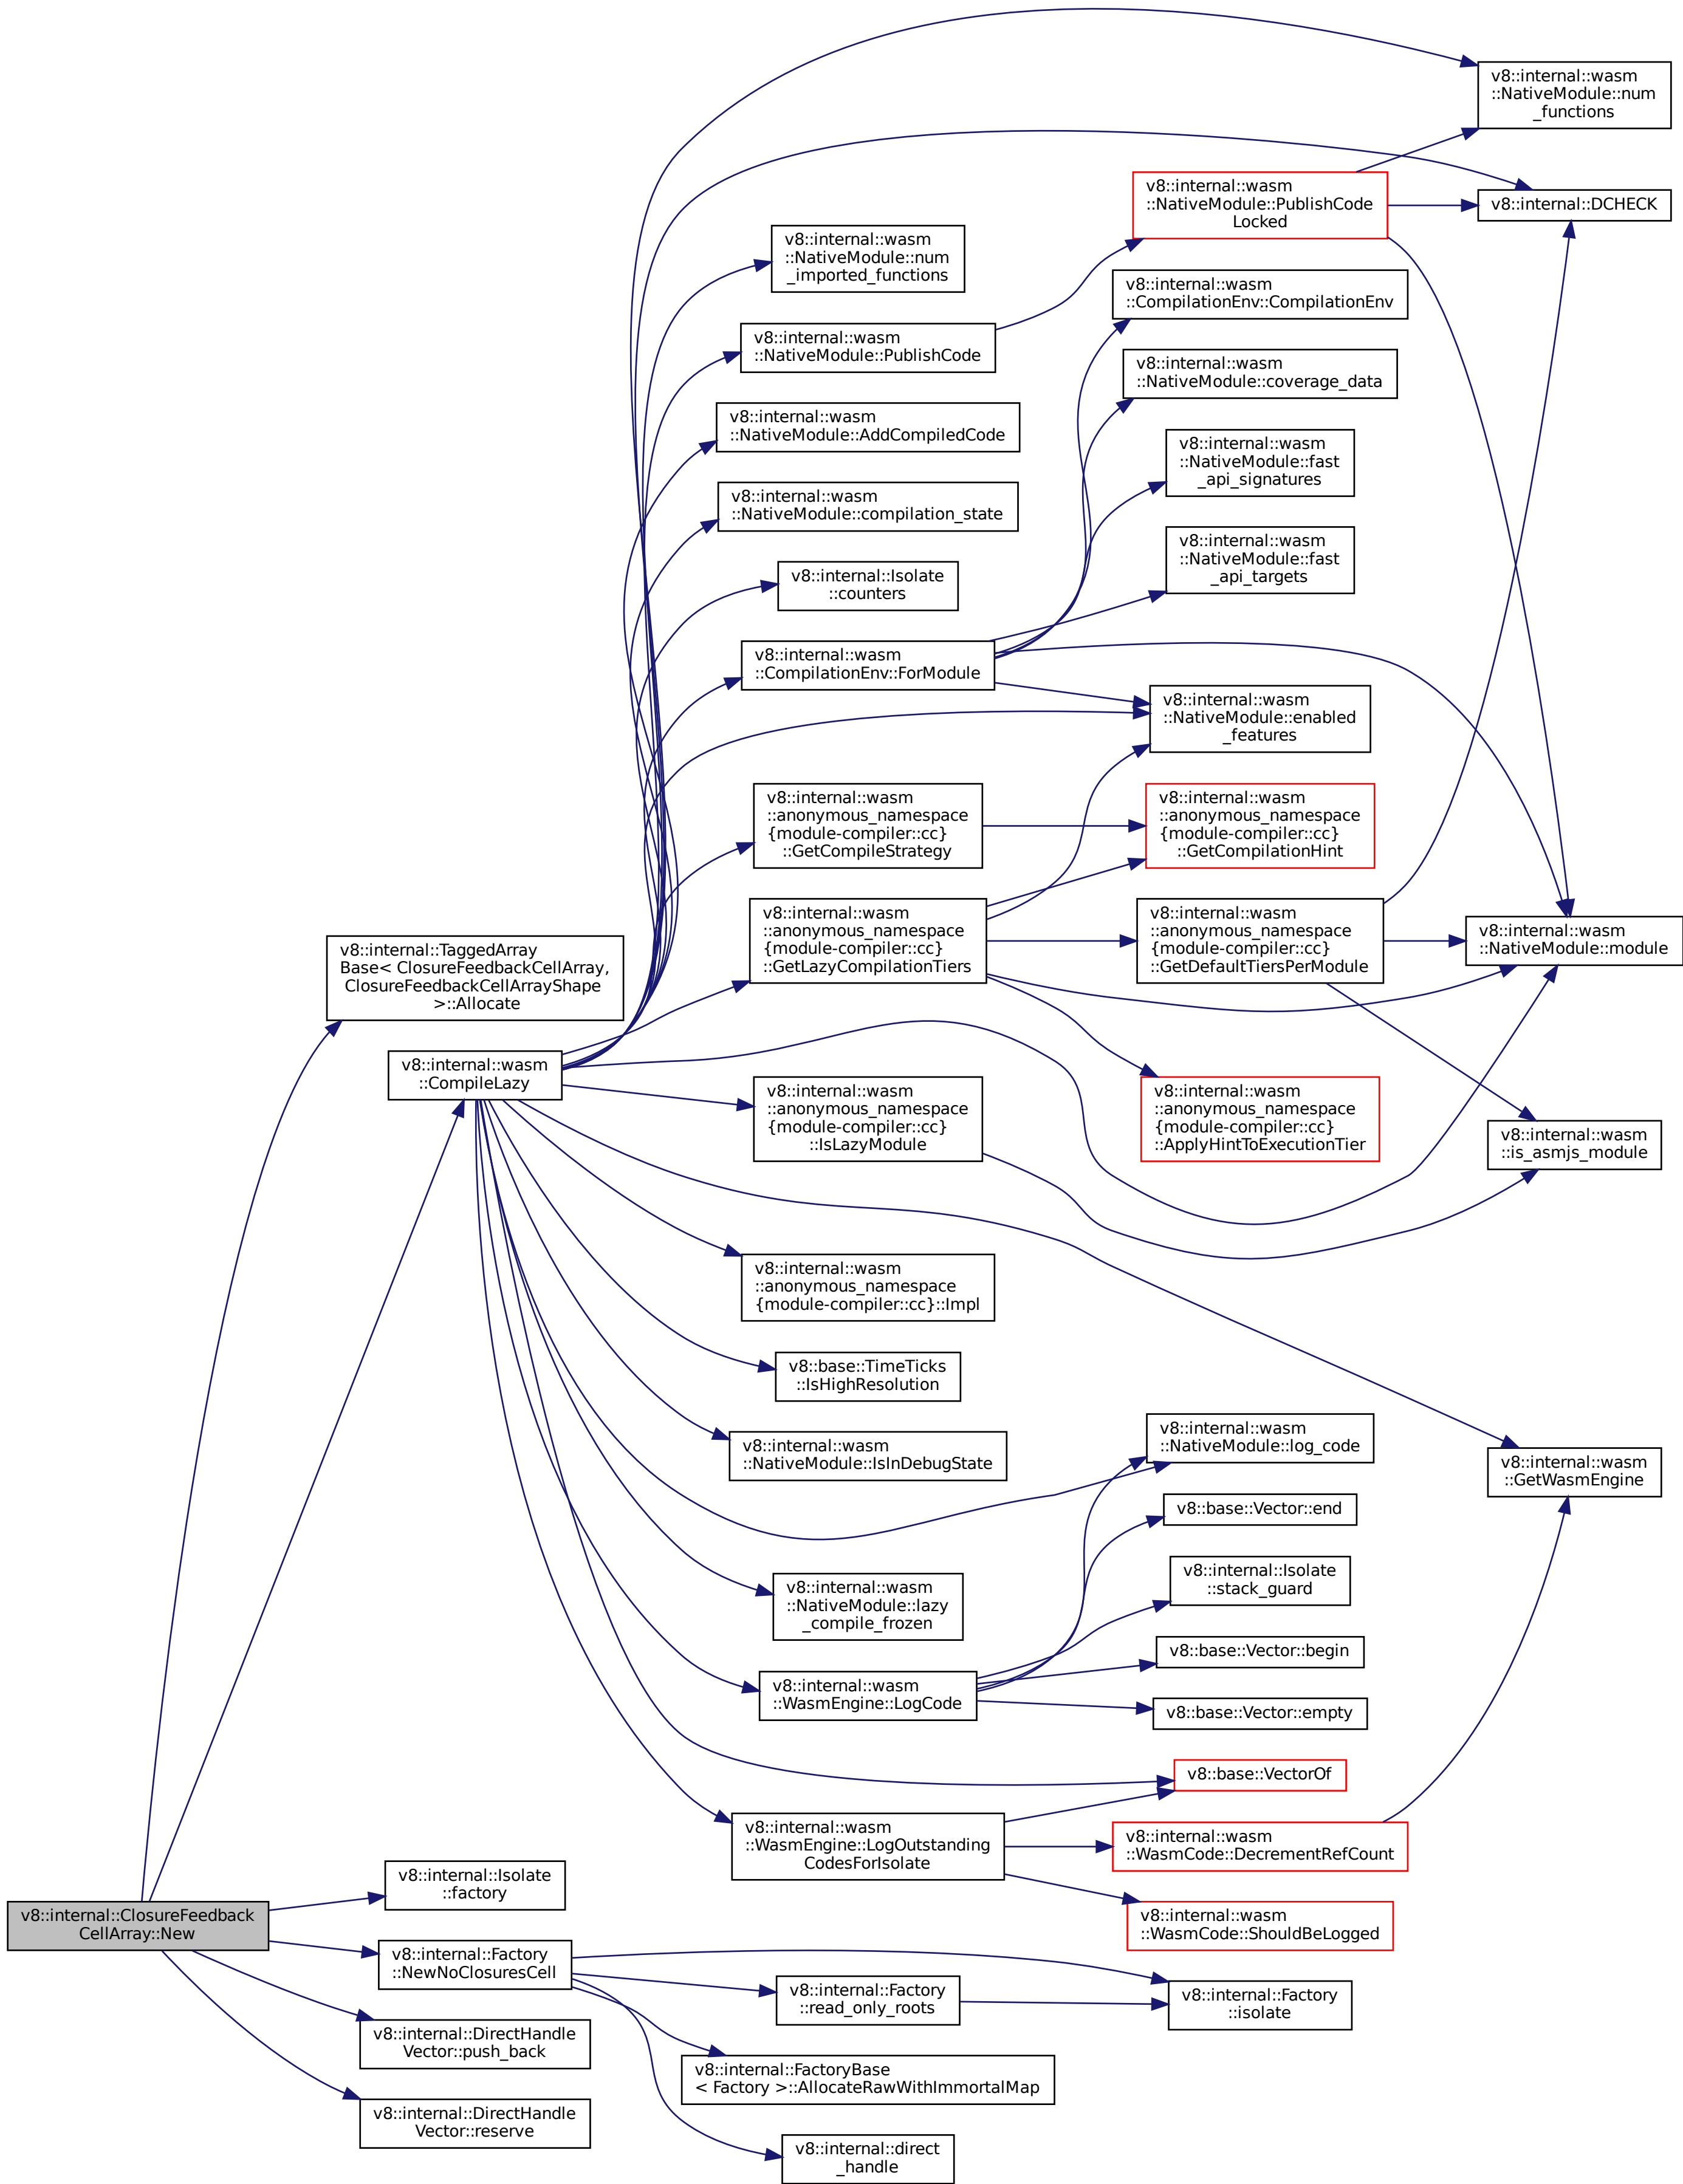 v8::internal::wasm
::NativeModule::num
_functions
v8::internal::wasm
::NativeModule::PublishCode
Locked
v8::internal::DCHECK
v8::internal::wasm
::NativeModule::num
_imported_functions
v8::internal::wasm
::CompilationEnv::CompilationEnv
v8::internal::wasm
::NativeModule::PublishCode
v8::internal::wasm
::NativeModule::coverage_data
v8::internal::wasm
::NativeModule::AddCompiledCode
v8::internal::wasm
::NativeModule::fast
_api_signatures
v8::internal::wasm
::NativeModule::compilation_state
v8::internal::wasm
::NativeModule::fast
_api_targets
v8::internal::Isolate
::counters
v8::internal::wasm
::CompilationEnv::ForModule
v8::internal::wasm
::NativeModule::enabled
_features
v8::internal::wasm
::anonymous_namespace
{module-compiler::cc}
::GetCompileStrategy
v8::internal::wasm
::anonymous_namespace
{module-compiler::cc}
::GetCompilationHint
v8::internal::wasm
::anonymous_namespace
{module-compiler::cc}
::GetLazyCompilationTiers
v8::internal::wasm
::anonymous_namespace
{module-compiler::cc}
::GetDefaultTiersPerModule
v8::internal::wasm
::NativeModule::module
v8::internal::TaggedArray
Base< ClosureFeedbackCellArray,
ClosureFeedbackCellArrayShape
>::Allocate
v8::internal::wasm
::CompileLazy
v8::internal::wasm
::anonymous_namespace
{module-compiler::cc}
::IsLazyModule
v8::internal::wasm
::anonymous_namespace
{module-compiler::cc}
::ApplyHintToExecutionTier
v8::internal::wasm
::is_asmjs_module
v8::internal::wasm
::anonymous_namespace
{module-compiler::cc}::Impl
v8::base::TimeTicks
::IsHighResolution
v8::internal::wasm
::NativeModule::IsInDebugState
v8::internal::wasm
::NativeModule::log_code
v8::internal::wasm
::GetWasmEngine
v8::base::Vector::end
v8::internal::Isolate
::stack_guard
v8::internal::wasm
::NativeModule::lazy
_compile_frozen
v8::base::Vector::begin
v8::internal::wasm
::WasmEngine::LogCode
v8::base::Vector::empty
v8::base::VectorOf
v8::internal::wasm
::WasmEngine::LogOutstanding
CodesForIsolate
v8::internal::wasm
::WasmCode::DecrementRefCount
v8::internal::Isolate
::factory
v8::internal::ClosureFeedback
CellArray::New
v8::internal::wasm
::WasmCode::ShouldBeLogged
v8::internal::Factory
::NewNoClosuresCell
v8::internal::Factory
::read_only_roots
v8::internal::Factory
::isolate
v8::internal::DirectHandle
Vector::push_back
v8::internal::FactoryBase
< Factory >::AllocateRawWithImmortalMap
v8::internal::DirectHandle
Vector::reserve
v8::internal::direct
_handle